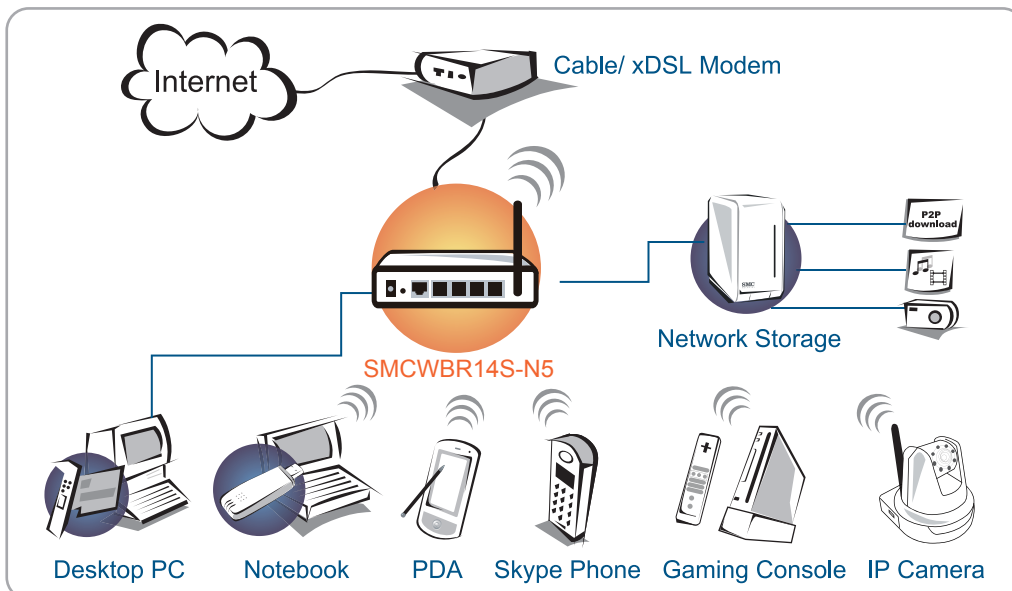 Internet
Cable/ xDSL Modem
P2P
download
SMC
Network Storage
SMCWBR14S-N5
Desktop PC
Notebook
PDA
Skype Phone
Gaming Console
IP Camera